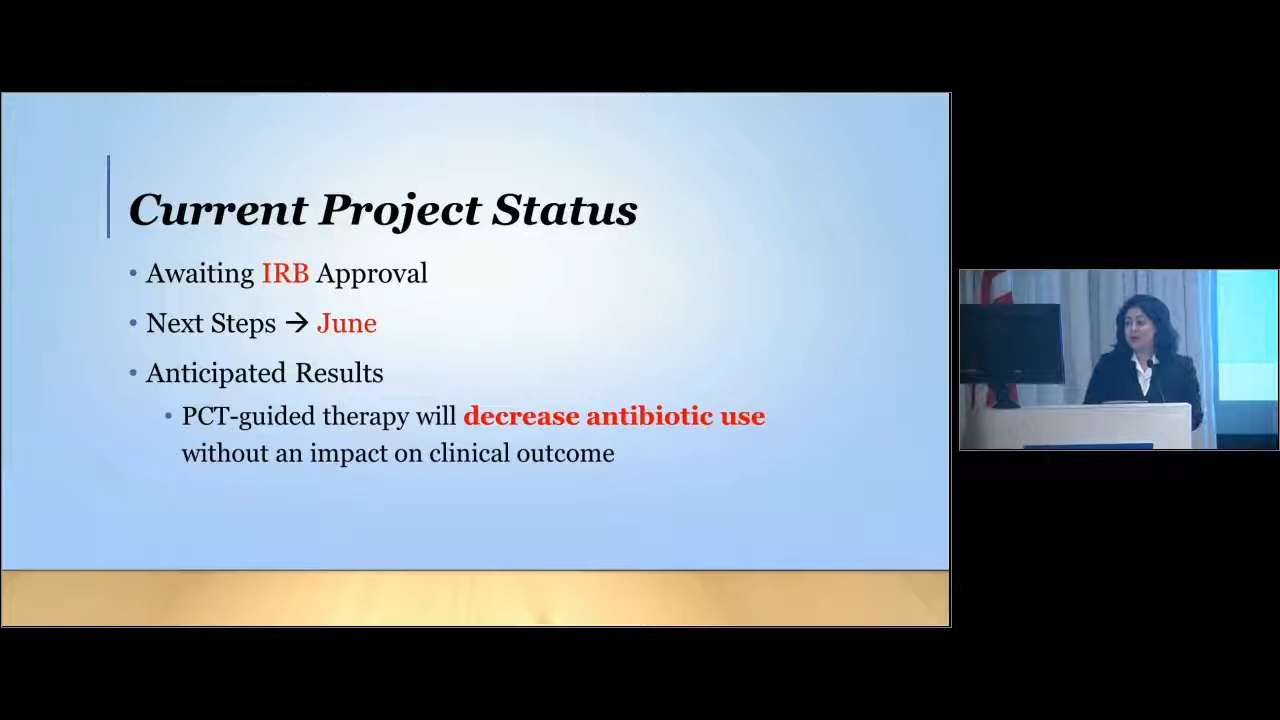 Current Project Status
• Awaiting IRB Approval
• Next Steps → June
• Anticipated Results
• PCT-guided therapy will decrease antibiotic use
without an impact on clinical outcome